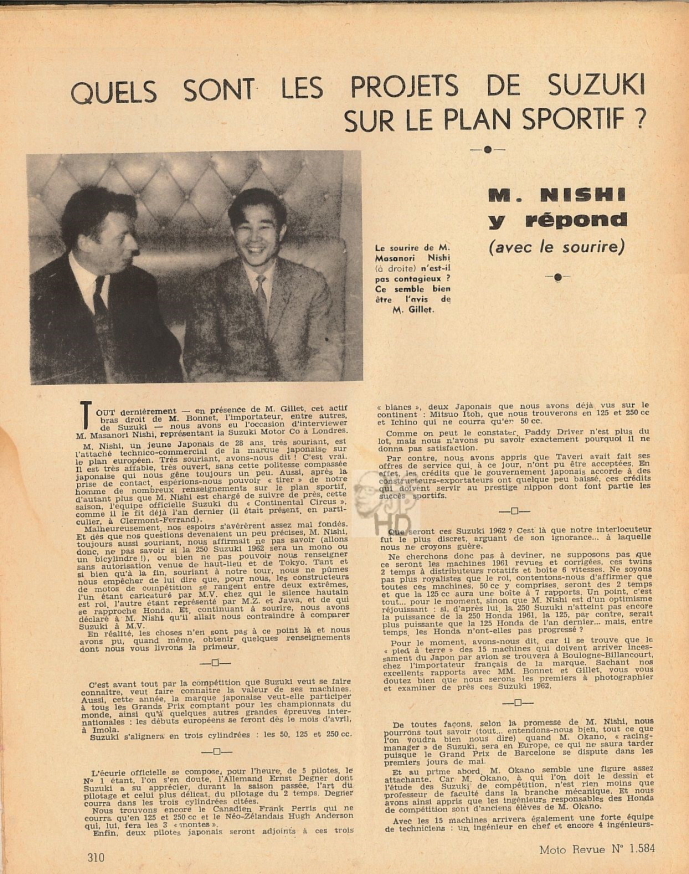 QUELS SONT LES PROJETS DE SUZUKI
SUR LE PLAN SPORTIF ?
M. NISHI
y répond
(avec le sourire)
Le sourire de M.
Masanori Nishi
(à droite) n'est-il
pas contagieux ?
Ce semble bien
être l'avis de
M. Gillet.
TOUT dernièrement — en présence de M. Gillet, cet actif
bras droit de M. Bonnet, l'importateur, entre autres,
de Suzuki — nous avons eu l'occasion d'interviewer
M. Masanori Nishi, représentant la Suzuki Motor Co à Londres.
M. Nishi, un jeune Japonais de 28 ans, très souriant, est
l'attaché technico-commercial de la marque japonaise sur
le plan européen. Très souriant, avons-nous dit ! C'est vrai.
Il est très affable, très ouvert, sans cette politesse compassée
japonaise qui nous gêne toujours un peu. Aussi, après la
prise de contact, espérions-nous pouvoir « tirer » de notre
homme de nombreux renseignements sur le plan sportif,
d'autant plus que M. Nishi est chargé de suivre de près, cette
saison, l'équipe officielle Suzuki du « Continental Circus »,
comme il le fit déjà l'an dernier (il était présent, en parti-
culier, à Clermont-Ferrand).
Malheureusement, nos espoirs s'avérèrent assez mal fondés.
Et dès que nos questions devenaient un peu précises, M. Nishi,
toujours aussi souriant, nous affirmait ne pas savoir (allons
donc, ne pas savoir si la 250 Suzuki 1962 sera un mono ou
un bicylindre !), ou bien ne pas pouvoir nous renseigner
sans autorisation venue de haut-lieu et de Tokyo. Tant et
si bien qu'à la fin, souriant à notre tour, nous ne pûmes
nous empêcher de lui dire que, pour nous, les constructeurs
de motos de compétition se rangent entre deux extrêmes,
l'un étant caricaturé par M.V. chez qui le silence hautain
est roi, l'autre étant représenté par M.Z. et Jawa, et de qui
se rapproche Honda. Et, continuant à sourire, nous avons
déclaré à M. Nishi qu'il allait nous contraindre à comparer
Suzuki à M.V.
En réalité, les choses n'en sont pas à ce point là et nous
avons pu, quand même, obtenir quelques renseignements
dont nous vous livrons la primeur.
C'est avant tout par la compétition que Suzuki veut se faire
connaître, veut faire connaître la valeur de ses machines.
Aussi, cette année, la marque japonaise veut-elle participer
à tous les Grands Prix comptant pour les championnats du
monde, ainsi qu'à quelques autres grandes épreuves inter-
nationales : les débuts européens se feront dès le mois d'avril,
à Imola.
Suzuki s'alignera en trois cylindrées : les 50, 125 et 250 cc.
L'écurie officielle se compose, pour l'heure, de 5 pilotes, le
N° 1 étant, l'on s'en doute, l'Allemand Ernst Degner dont
Suzuki a su apprécier, durant la saison passée, l'art du
pilotage et celui plus délicat, du pilotage du 2 temps. Degner
courra dans les trois cylindrées citées.
Nous trouvons encore le Canadien Frank Perris qui ne
courra qu'en 125 et 250 cc et le Néo-Zélandais Hugh Anderson
qui, lui, fera les 3 « montes ».
Enfin, deux pilotes japonais seront adjoints à ces trois
« blancs », deux Japonais que nous avons déjà vus sur le
continent : Mitsuo Itoh, que nous trouverons en 125 et 250 cc
et Ichino qui ne courra qu'en 50 cc.
Comme on peut le constater, Paddy Driver n'est plus du
lot, mais nous n'avons pu savoir exactement pourquoi il ne
donna pas satisfaction.
Par contre, nous avons appris que Taveri avait fait ses
offres de service qui, à ce jour, n'ont pu être acceptées. En
effet, les crédits que le gouvernement japonais accorde à des
constructeurs-exportateurs ont quelque peu baissé, ces crédits
qui doivent servir au prestige nippon dont font partie les
succès sportifs.
HD
Que seront ces Suzuki 1962 ? C'est là que notre interlocuteur
fut le plus discret, arguant de son ignorance... à laquelle
nous ne croyons guère.
Ne cherchons donc pas à deviner, ne supposons pas que
ce seront les machines 1961 revues et corrigées, ces twins
2 temps à distributeurs rotatifs et boîte 6 vitesses. Ne soyons
pas plus royalistes que le roi, contentons-nous d'affirmer que
toutes ces machines, 50 cc y comprises, seront des 2 temps
et que la 125 cc aura une boîte à 7 rapports. Un point, c'est
tout... pour le moment, sinon que M. Nishi est d'un optimisme
réjouissant : si, d'après lui, la 250 Suzuki n'atteint pas encore
la puissance de la 250 Honda 1961, la 125, par contre, serait
plus puissante que la 125 Honda de l'an dernier... mais, entre
temps, les Honda n'ont-elles pas progressé ?
Pour le moment, avons-nous dit, car il se trouve que le
« pied à terre » des 15 machines qui doivent arriver inces-
samment du Japon par avion se trouvera à Boulogne-Billancourt,
chez l'importateur français de la marque. Sachant nos
excellents rapports avec MM. Bonnet et Gillet, vous vous
doutez bien que nous serons les premiers à photographier
et examiner de près ces Suzuki 1962.
De toutes façons, selon la promesse de M. Nishi, nous
pourrons tout savoir (tout... entendons-nous bien, tout ce que
l'on voudra bien nous dire) quand M. Okano, « racing-
manager » de Suzuki, sera en Europe, ce qui ne saura tarder
puisque le Grand Prix de Barcelone se dispute dans les
premiers jours de mai.
Et au prime abord, M. Okano semble une figure assez
attachante. Car M. Okano, à qui l'on doit le dessin et
l'étude des Suzuki de compétition, n'est rien moins que
professeur de faculté dans la branche mécanique. Et nous
avons ainsi appris que les ingénieurs responsables des Honda
de compétition sont d'anciens élèves de M. Okano.
Avec les 15 machines arrivera également une forte équipe
de techniciens : un ingénieur en chef et encore 4 ingénieurs-
310
Moto Revue N° 1.584